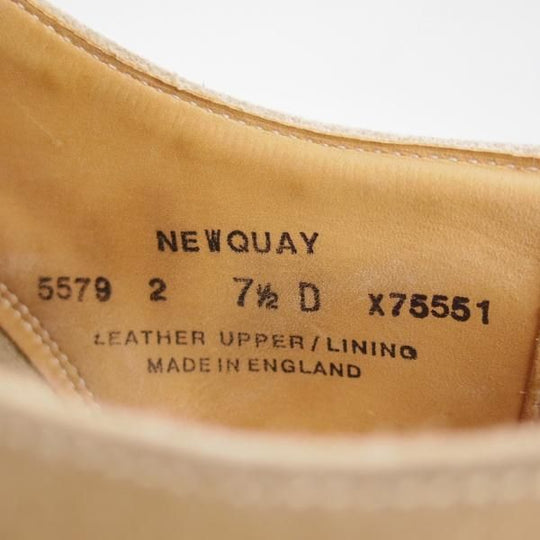 NEWQUAY
5579 2 7½ D X75551
LEATHER UPPER/LINING
MADE IN ENGLAND